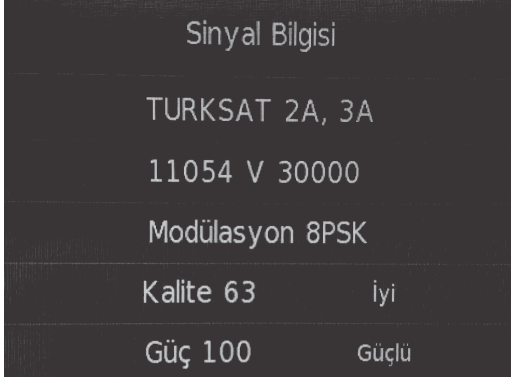 Sinyal Bilgisi
TURKSAT 2A, 3A
11054 V 30000
Modülasyon 8PSK
Kalite 63 İyi
Güç 100 Güçlü